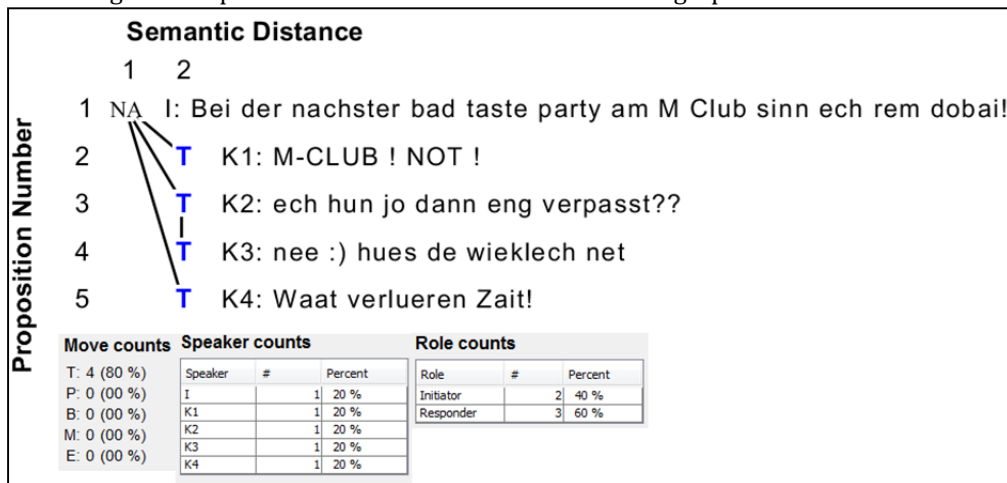 Semantic Distance
1 2
Proposition Number
1 NA I: Bei der nachster bad taste party am M Club sinn ech rem dobai!
2 T K1: M-CLUB ! NOT !
3 T K2: ech hun jo dann eng verpasst??
4 T K3: nee :) hues de wieklech net
5 T K4: Waat verlueren Zait!
Move counts
T: 4 (80 %)
P: 0 (00 %)
B: 0 (00 %)
M: 0 (00 %)
E: 0 (00 %)
Speaker counts
Speaker # Percent
I 1 20 %
K1 1 20 %
K2 1 20 %
K3 1 20 %
K4 1 20 %
Role counts
Role # Percent
Initiator 2 40 %
Responder 3 60 %